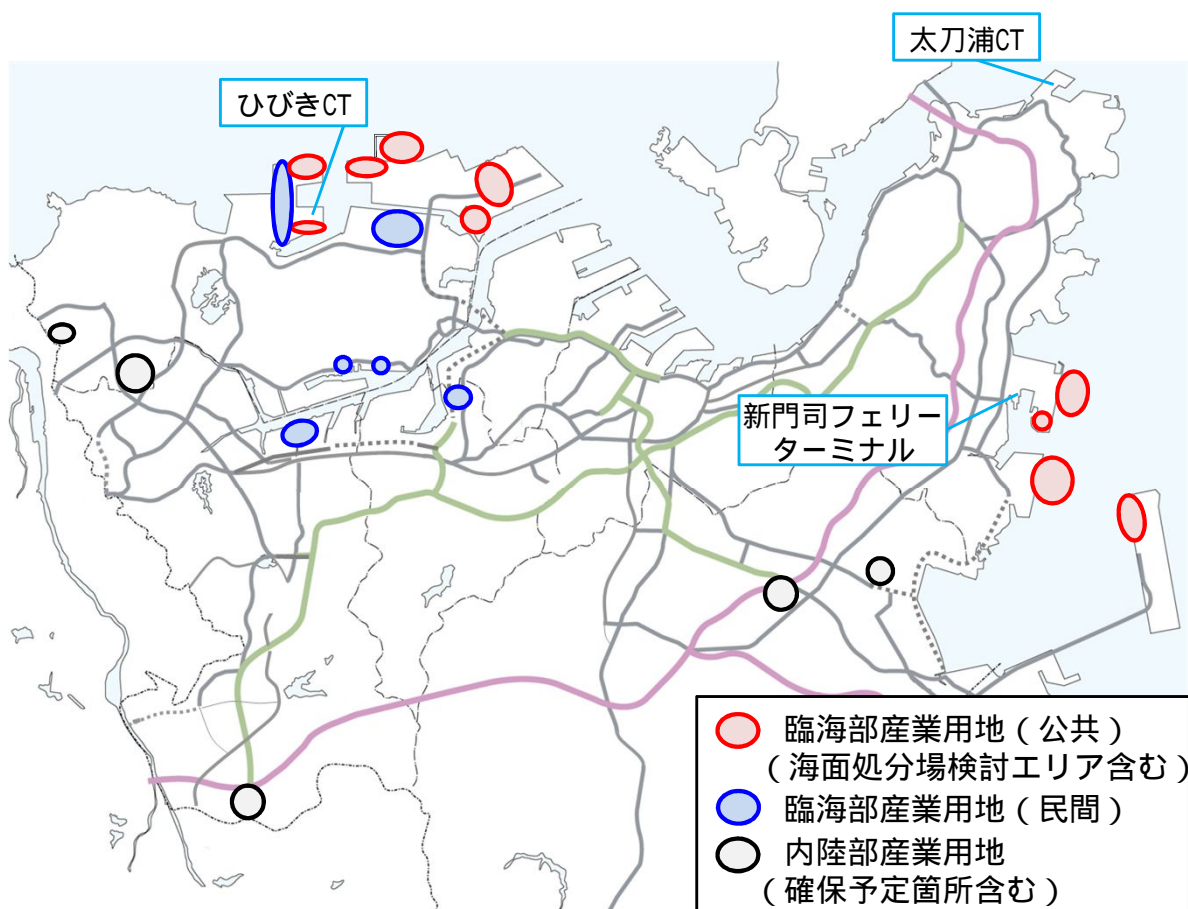 太刀浦CT
ひびきCT
新門司フェリー
ターミナル
臨海部産業用地（公共）
（海面処分場検討エリア含む）
臨海部産業用地（民間）
内陸部産業用地
（確保予定箇所含む）